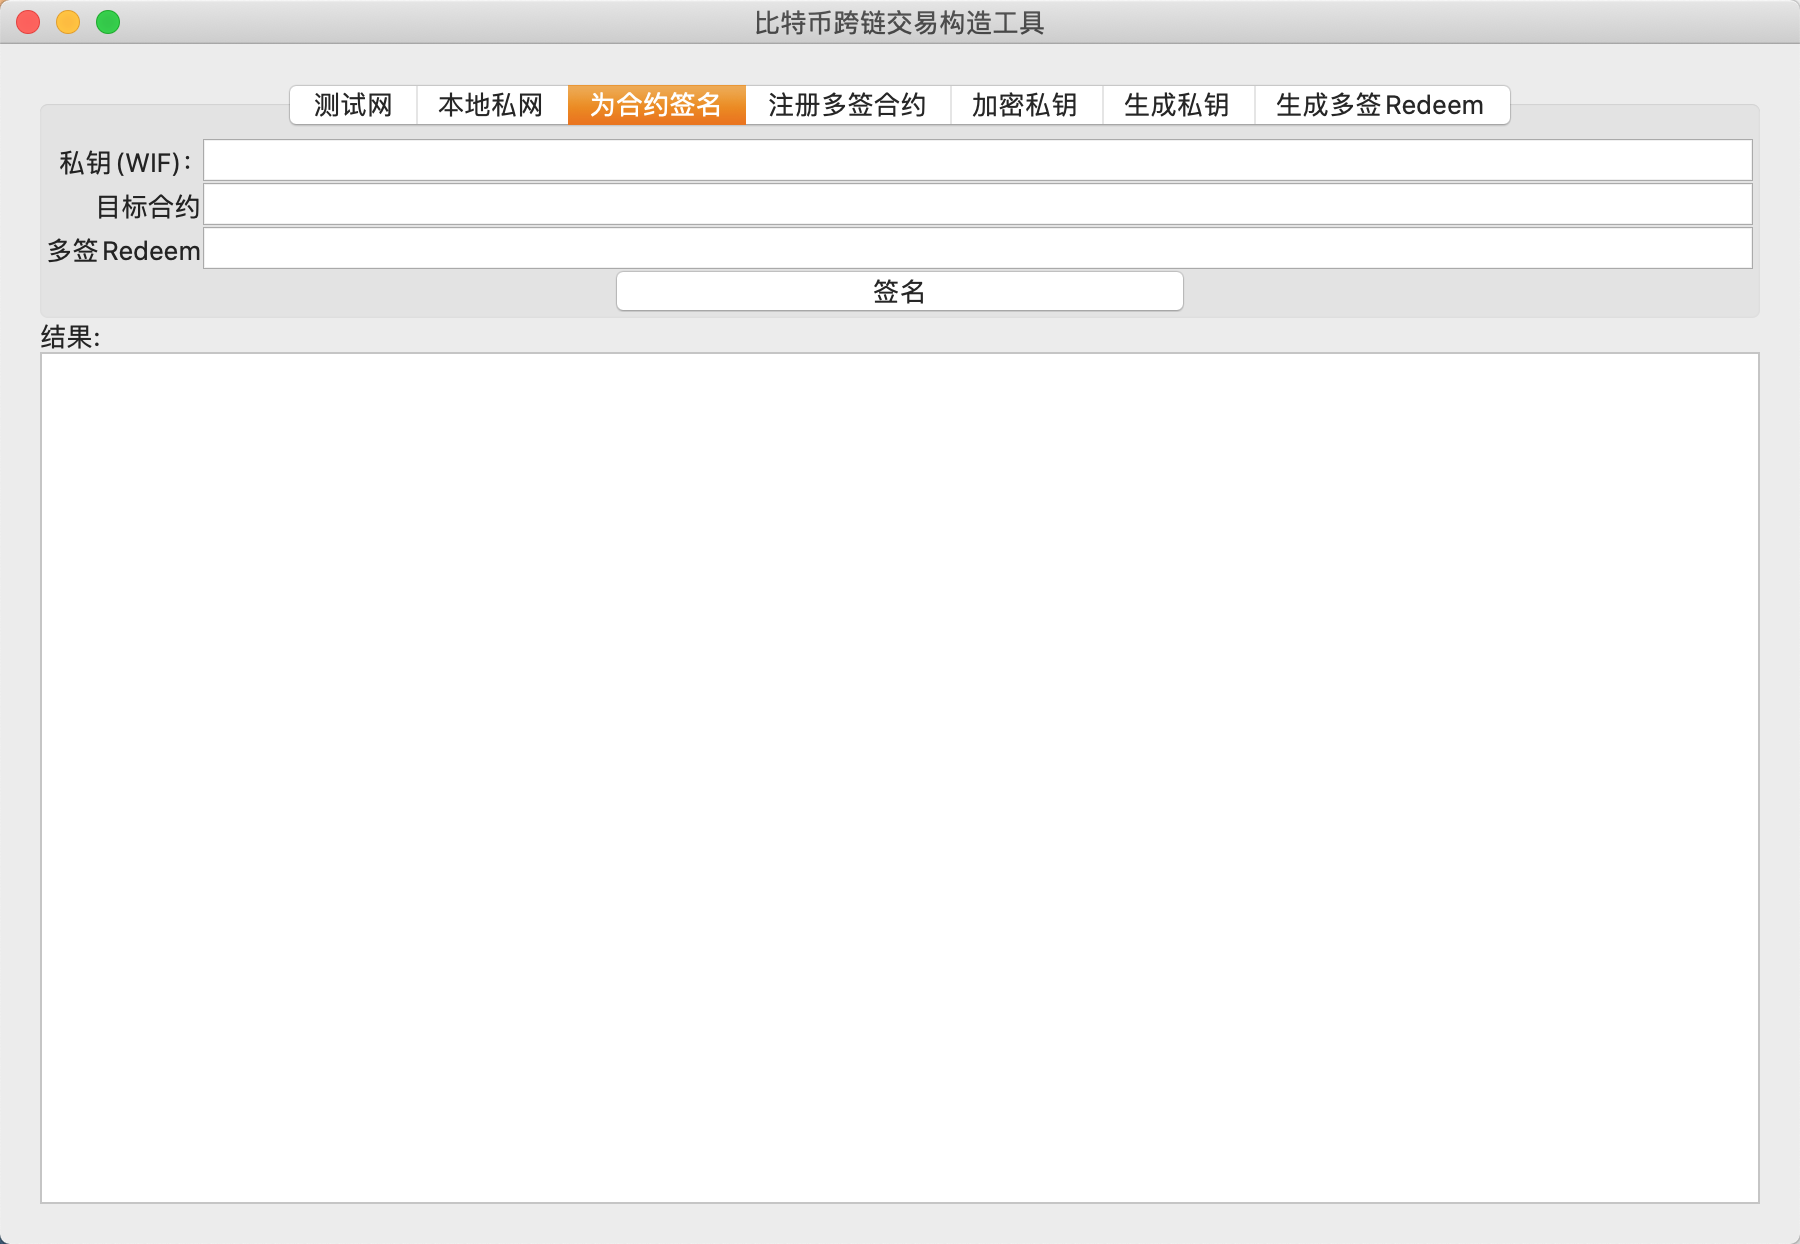 比特币跨链交易构造工具
测试网 本地私网 为合约签名 注册多签合约 加密私钥 生成私钥 生成多签Redeem
私钥(WIF):
目标合约
多签Redeem
签名
结果: